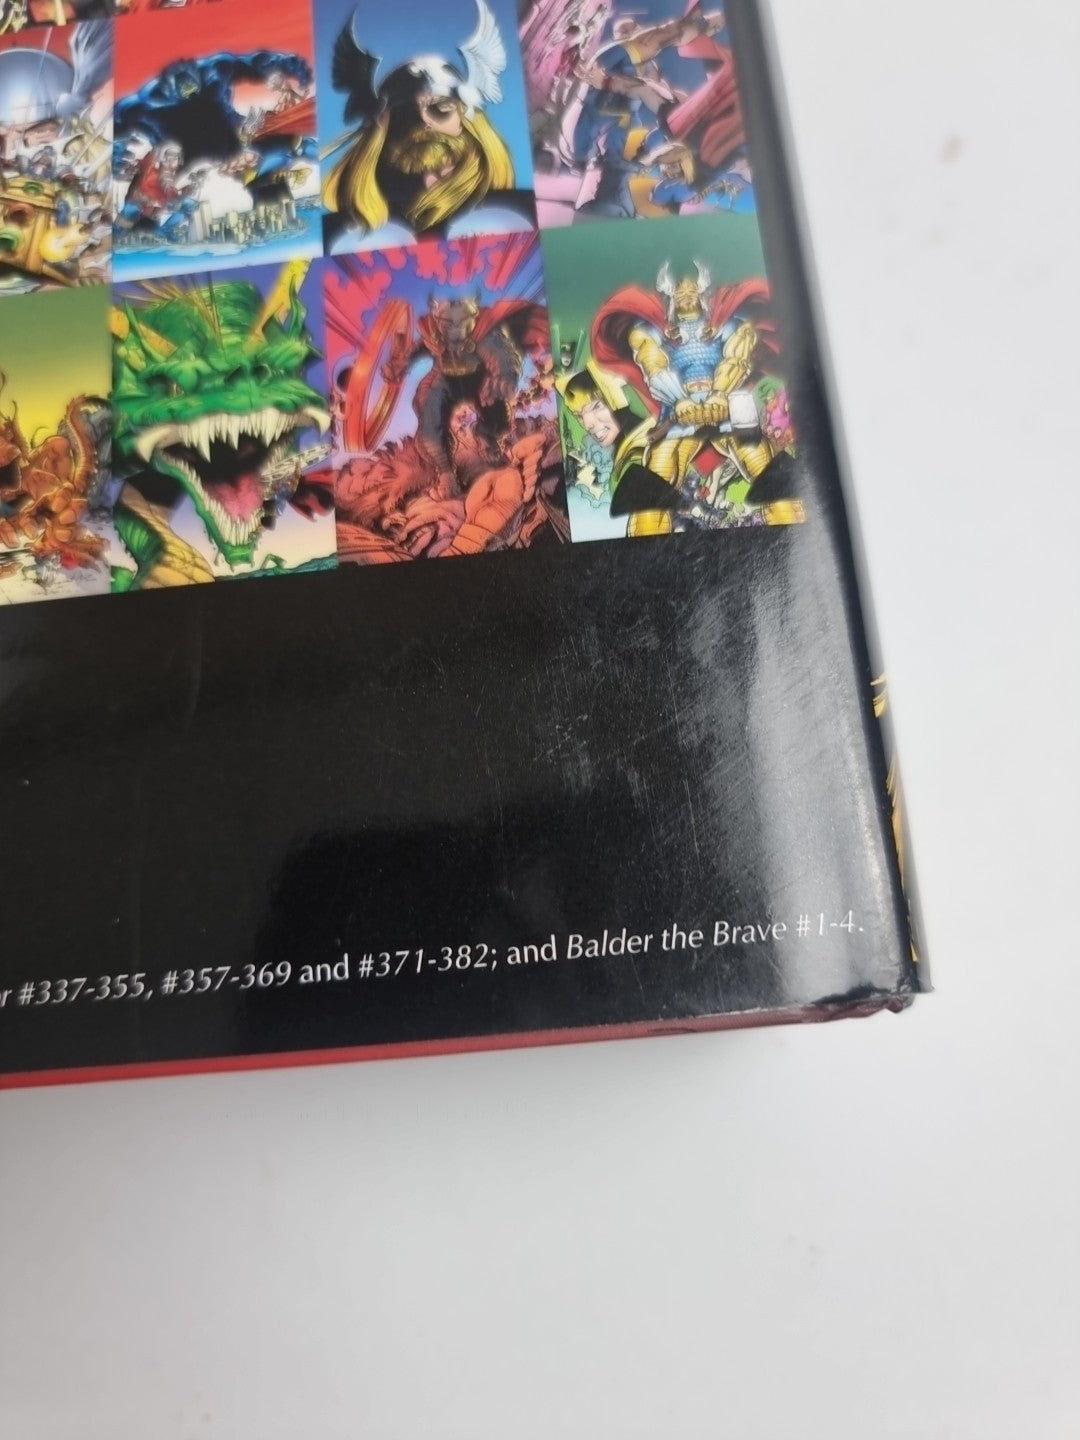 r #337-355, #357-369 and #371-382; and Balder the Brave #1-4.